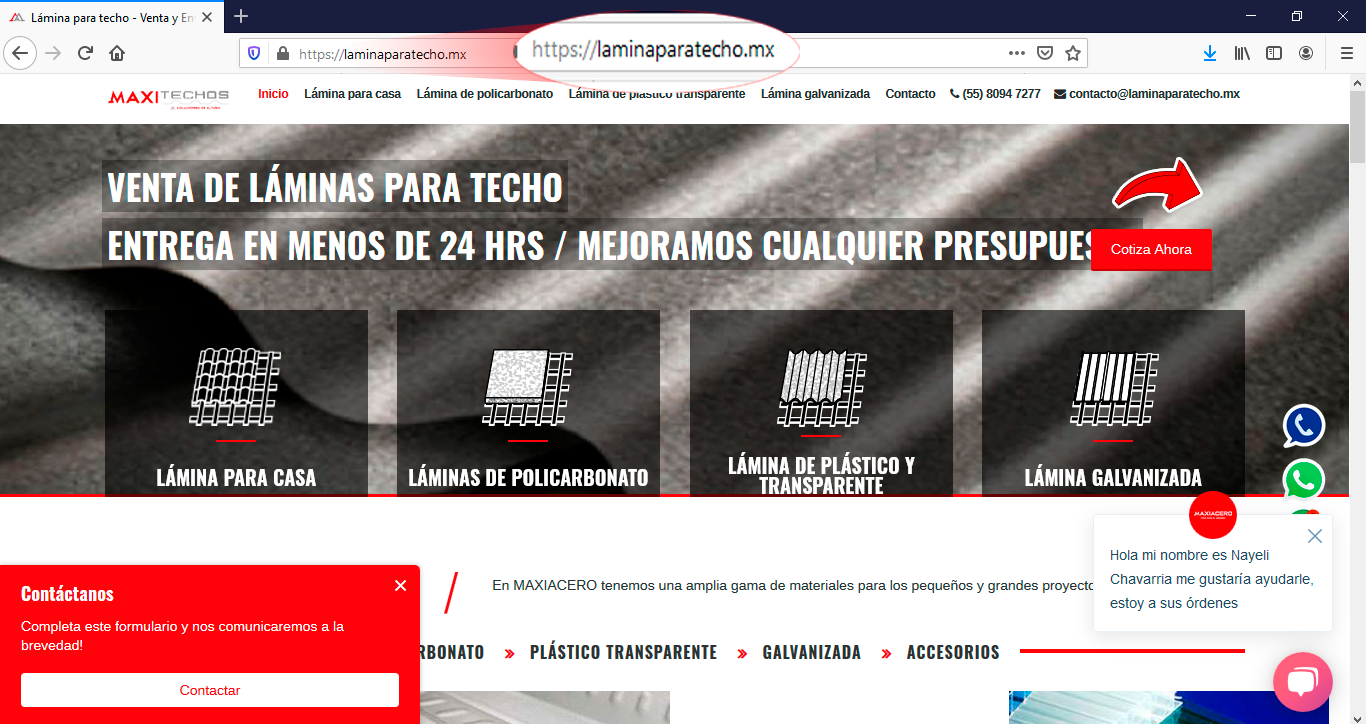 Lámina para techo - Venta y En
https://laminaparatecho.mx
https://laminaparatecho.mx
MAXITECHOS
Inicio
Lámina para casa
Lámina de policarbonato
Lámina de plástico transparente
Lámina galvanizada
Contacto
(55) 8094 7277
contacto@laminaparatecho.mx
VENTA DE LÁMINAS PARA TECHO
ENTREGA EN MENOS DE 24 HRS / MEJORAMOS CUALQUIER PRESUPUES
Cotiza Ahora
LÁMINA PARA CASA
LÁMINAS DE POLICARBONATO
LÁMINA DE PLÁSTICO Y
TRANSPARENTE
LÁMINA GALVANIZADA
MAXIACERO
Hola mi nombre es Nayeli
Chavarria me gustaría ayudarle,
estoy a sus órdenes
En MAXIACERO tenemos una amplia gama de materiales para los pequeños y grandes proyecto
Contáctanos
Completa este formulario y nos comunicaremos a la
brevedad!
Contactar
RBONATO » PLÁSTICO TRANSPARENTE » GALVANIZADA » ACCESORIOS